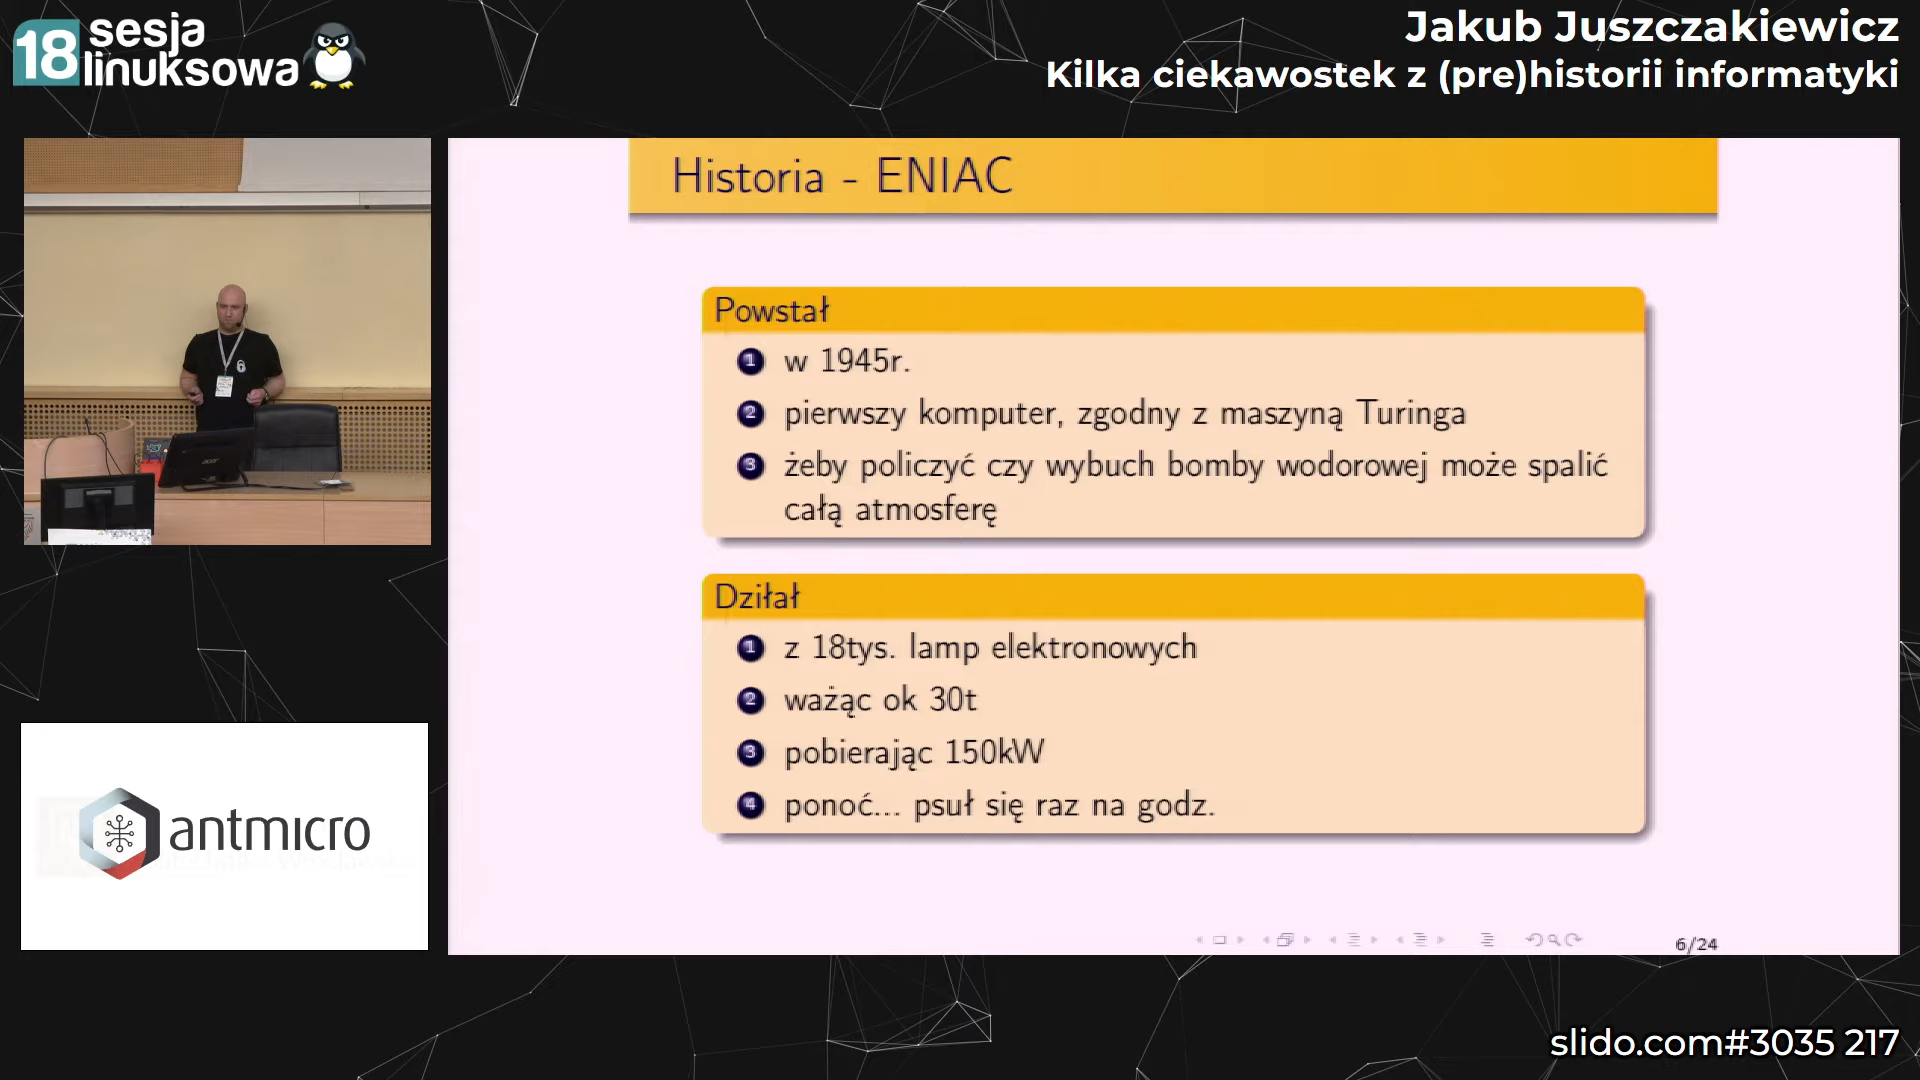 18 sesja
linuksowa
Jakub Juszczakiewicz
Kilka ciekawostek z (pre)historii informatyki
Historia - ENIAC
Powstał
1 w 1945r.
2 pierwszy komputer, zgodny z maszyną Turinga
3 żeby policzyć czy wybuch bomby wodorowej może spalić
całą atmosferę
Dziłał
1 z 18tys. lamp elektronowych
2 ważąc ok 30t
3 pobierając 150kW
4 ponoć... psuł się raz na godz.
6/24
antmicro
slido.com#3035 217